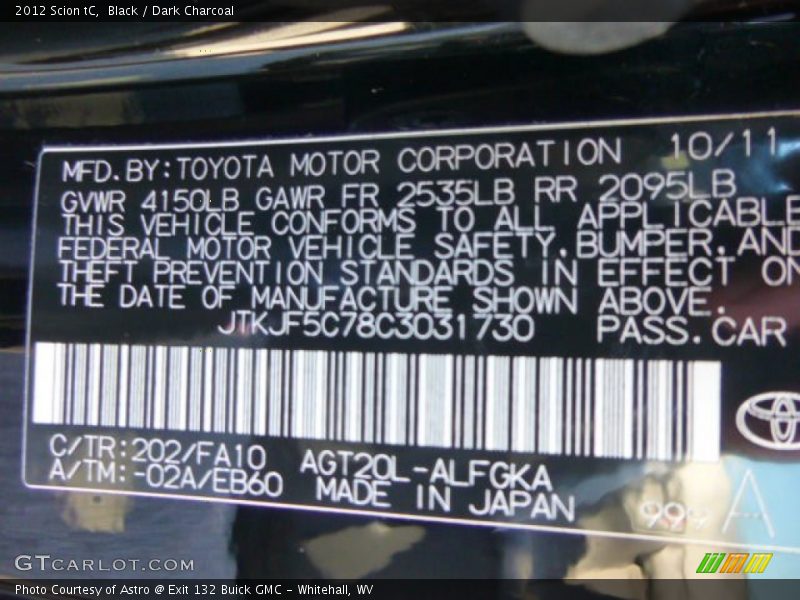 2012 Scion tC, Black / Dark Charcoal
MFD.BY:TOYOTA MOTOR CORPORATION 10/11
GVWR 4150LB GAWR FR 2535LB RR 2095LB
THIS VEHICLE CONFORMS TO ALL APPLICABLE
FEDERAL MOTOR VEHICLE SAFETY,BUMPER,AND
THEFT PREVENTION STANDARDS IN EFFECT ON
THE DATE OF MANUFACTURE SHOWN ABOVE.
JTKJF5C78C3031730 PASS.CAR
C/TR:202/FA10 AGT20L-ALFGKA
A/TM:-02A/EB60 MADE IN JAPAN 999 A
GTCARLOT.COM
Photo Courtesy of Astro @ Exit 132 Buick GMC - Whitehall, WV